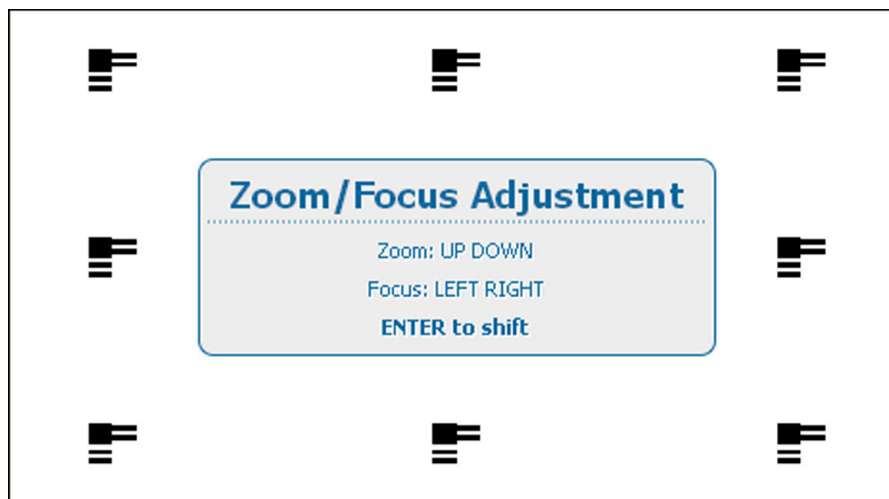 Zoom/Focus Adjustment
Zoom: UP DOWN
Focus: LEFT RIGHT
ENTER to shift